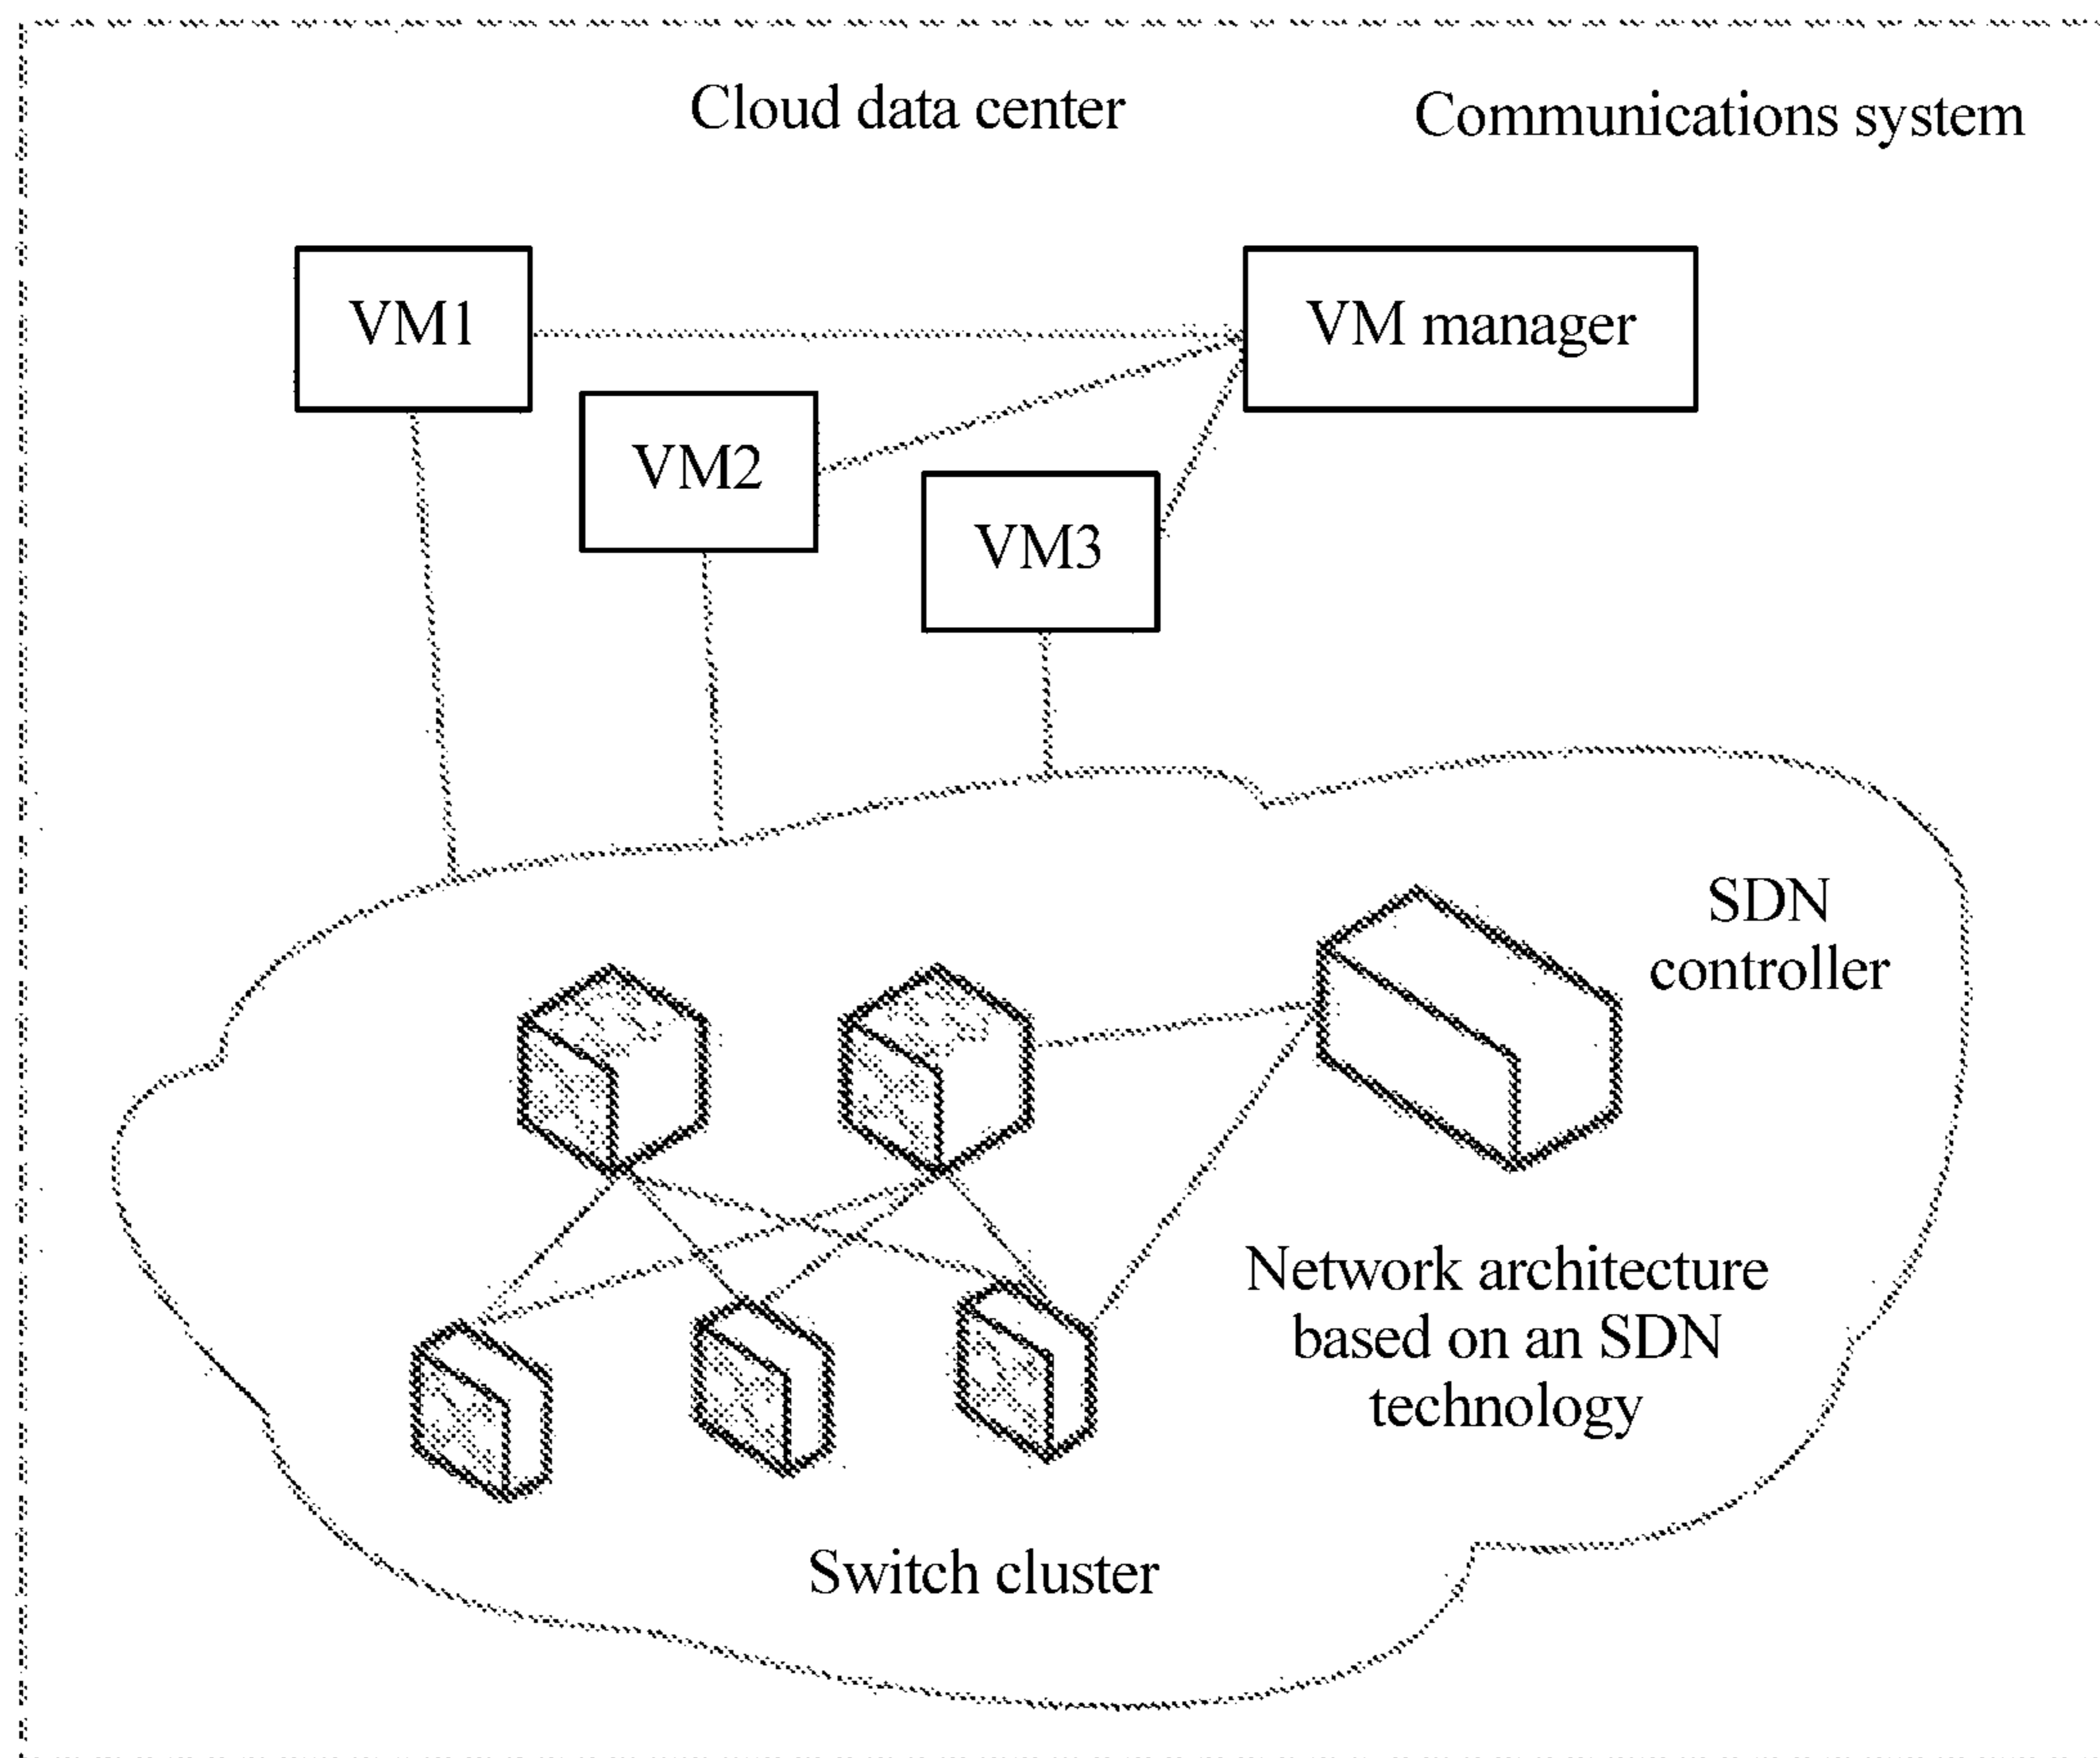 Cloud data center
Communications system
VM1
VM manager
VM2
VM3
SDN
controller
Network architecture
based on an SDN
technology
Switch cluster